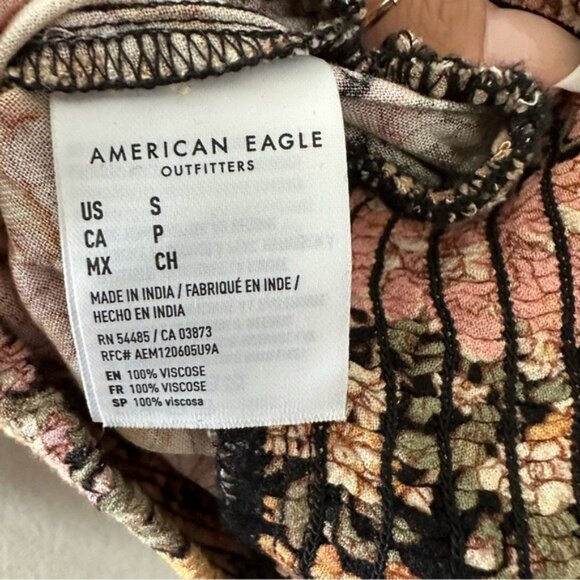 AMERICAN EAGLE
OUTFITTERS
US S
CA P
MX CH
MADE IN INDIA / FABRIQUÉ EN INDE /
HECHO EN INDIA
RN 54485 / CA 03873
RFC# AEM120605U9A
EN 100% VISCOSE
FR 100% VISCOSE
SP 100% viscosa